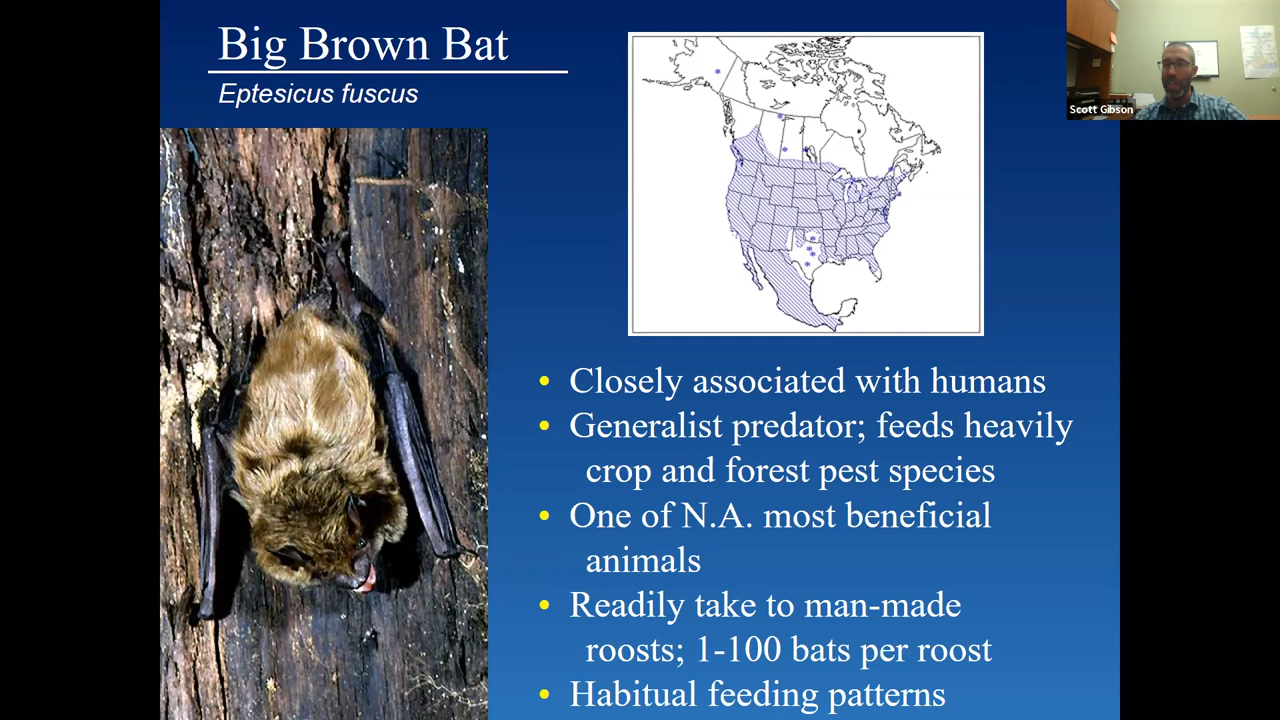 Big Brown Bat
Eptesicus fuscus
Scott Gibson
• Closely associated with humans
• Generalist predator; feeds heavily
crop and forest pest species
• One of N.A. most beneficial
animals
• Readily take to man-made
roosts; 1-100 bats per roost
• Habitual feeding patterns